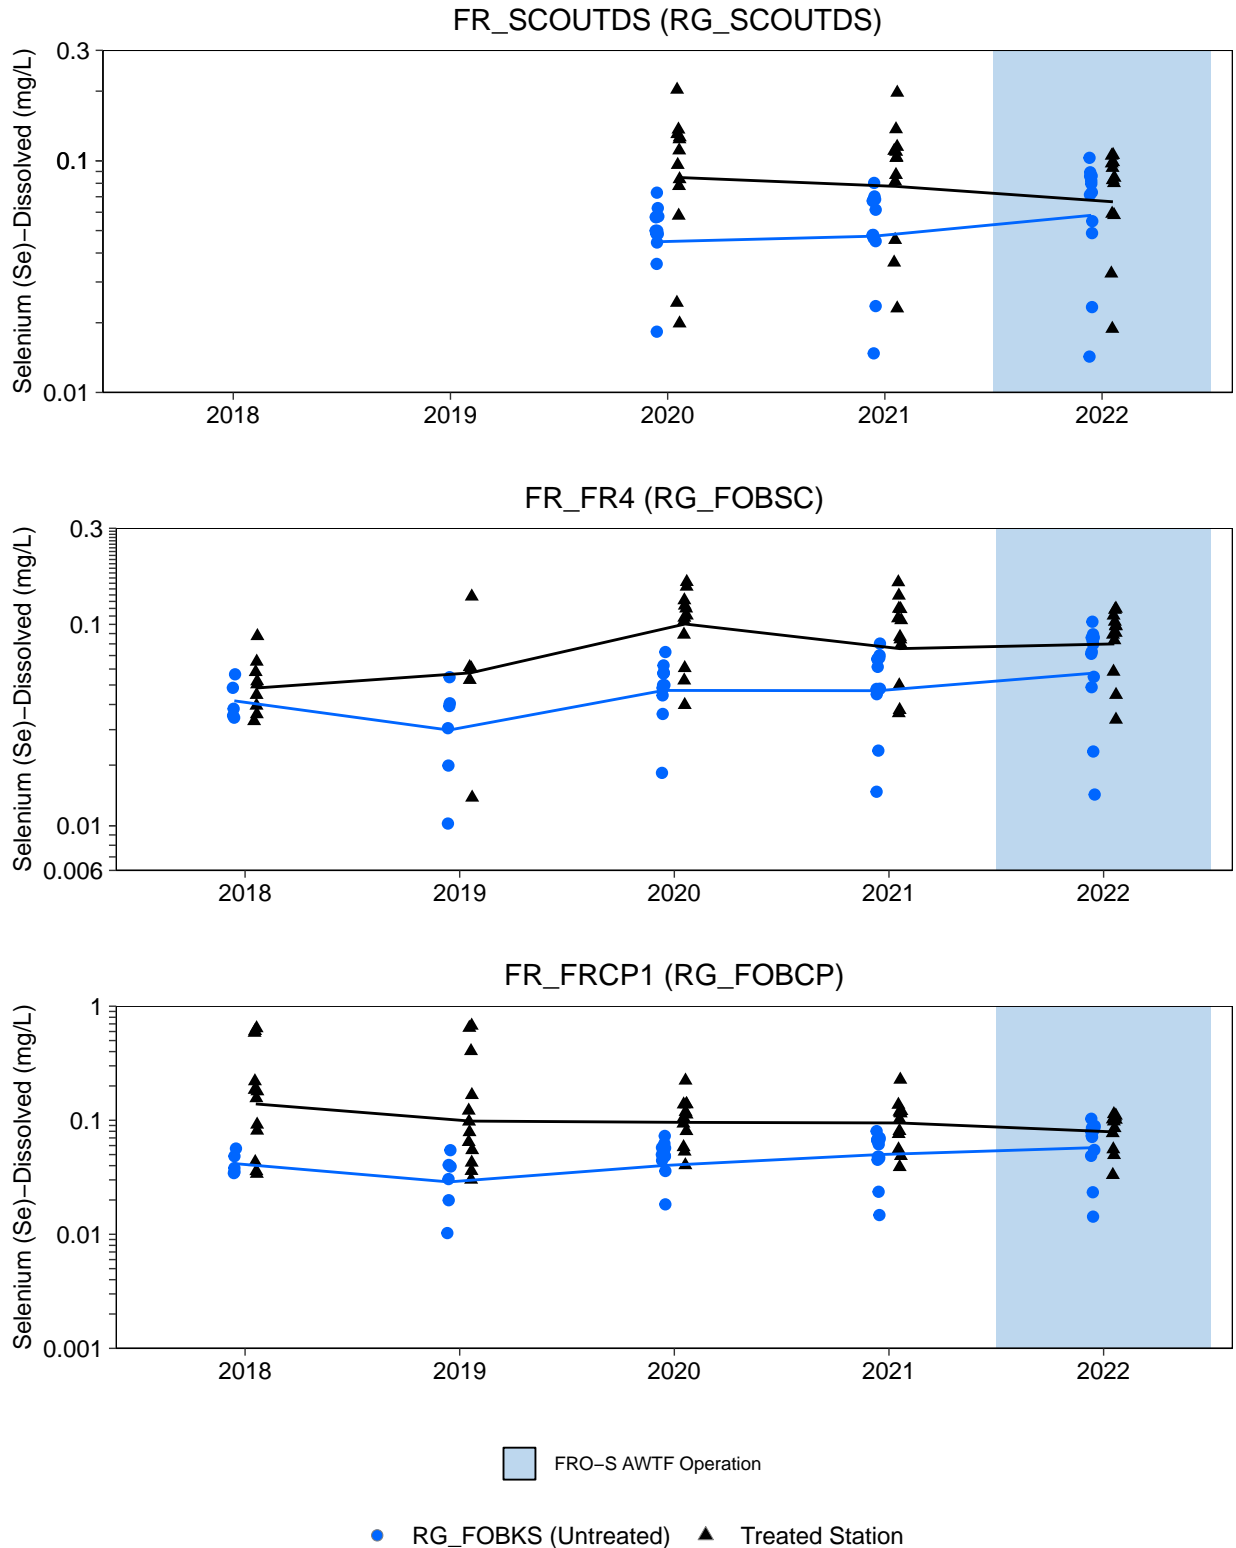 FR_SCOUTDS (RG_SCOUTDS)
Selenium (Se)−Dissolved (mg/L)
0.3
0.1
0.01
2018 2019 2020 2021 2022
FR_FR4 (RG_FOBSC)
Selenium (Se)−Dissolved (mg/L)
0.3
0.1
0.01
0.006
2018 2019 2020 2021 2022
FR_FRCP1 (RG_FOBCP)
Selenium (Se)−Dissolved (mg/L)
1
0.1
0.01
0.001
2018 2019 2020 2021 2022
FRO−S AWTF Operation
RG_FOBKS (Untreated) Treated Station